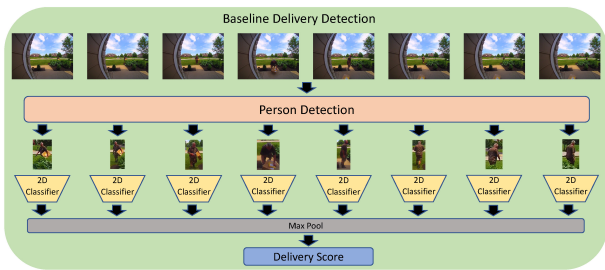 Baseline Delivery Detection
Person Detection
2D 2D 2D 2D 2D 2D 2D 2D
Classifier Classifier Classifier Classifier Classifier Classifier Classifier Classifier
Max Pool
Delivery Score